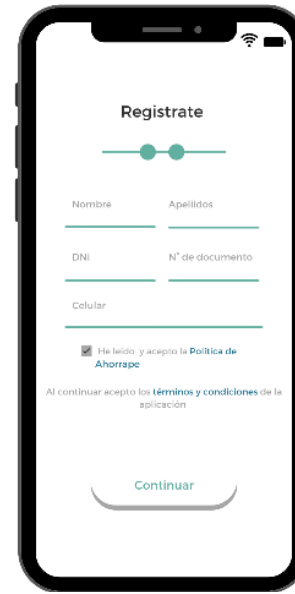 Registrate
Nombre Apellidos
DNI N° de documento
Celular
He leido y acepto la Política de
Ahorrape
Al continuar acepto los términos y condiciones de la
aplicación
Continuar